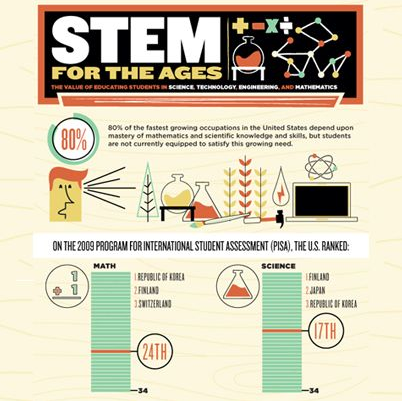 STEM
FOR THE AGES
THE VALUE OF EDUCATING STUDENTS IN SCIENCE, TECHNOLOGY, ENGINEERING, AND MATHEMATICS
80%
80% of the fastest growing occupations in the United States depend upon
mastery of mathematics and scientific knowledge and skills, but students
are not currently equipped to satisfy this growing need.
ON THE 2009 PROGRAM FOR INTERNATIONAL STUDENT ASSESSMENT (PISA), THE U.S. RANKED:
1
+1
MATH
1.REPUBLIC OF KOREA
2.FINLAND
3.SWITZERLAND
24TH
34
SCIENCE
1.FINLAND
2.JAPAN
3.REPUBLIC OF KOREA
17TH
34